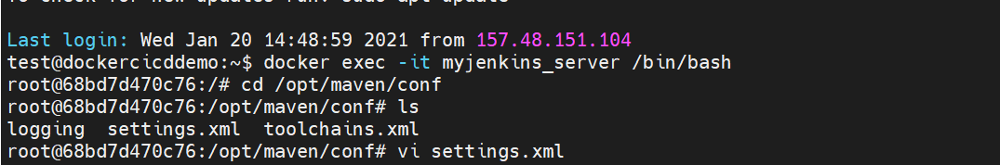 To check for new updates run: sudo apt update
Last login: Wed Jan 20 14:48:59 2021 from 157.48.151.104
test@dockercicddemo:~$ docker exec -it myjenkins_server /bin/bash
root@68bd7d470c76:/# cd /opt/maven/conf
root@68bd7d470c76:/opt/maven/conf# ls
logging  settings.xml  toolchains.xml
root@68bd7d470c76:/opt/maven/conf# vi settings.xml